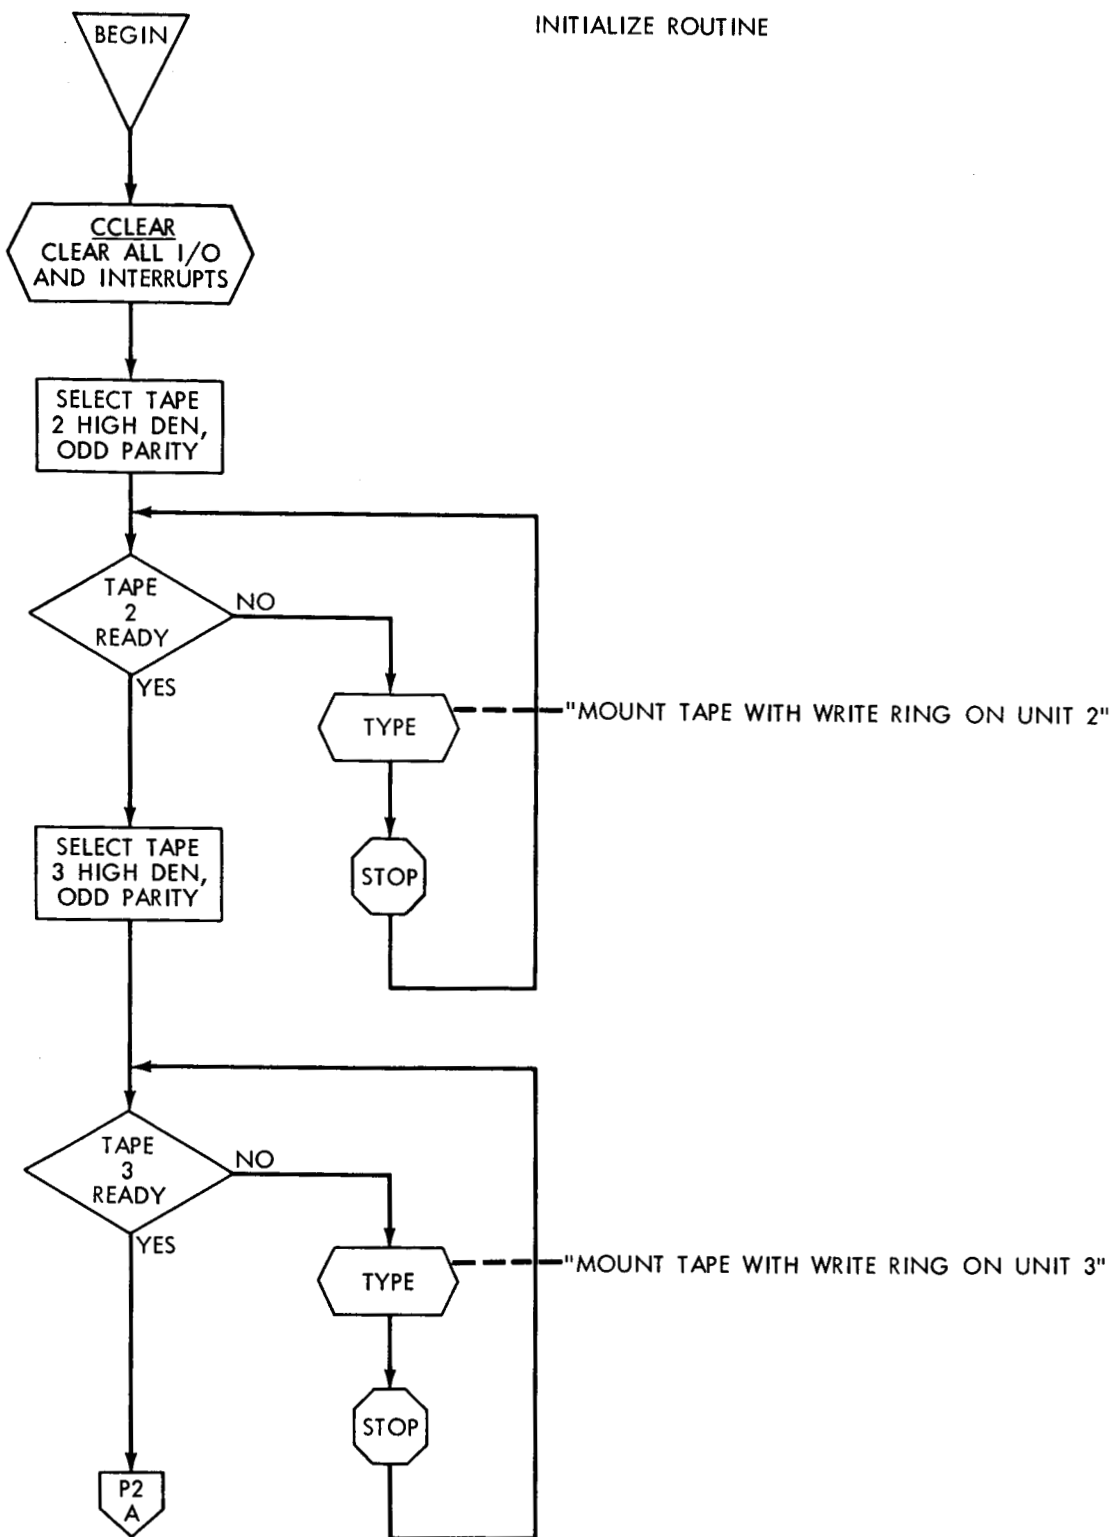 INITIALIZE ROUTINE
BEGIN
CCLEAR
CLEAR ALL I/O
AND INTERRUPTS
SELECT TAPE
2 HIGH DEN,
ODD PARITY
TAPE
2
READY
NO
YES
TYPE
"MOUNT TAPE WITH WRITE RING ON UNIT 2"
STOP
SELECT TAPE
3 HIGH DEN,
ODD PARITY
TAPE
3
READY
NO
YES
TYPE
"MOUNT TAPE WITH WRITE RING ON UNIT 3"
STOP
P2
A